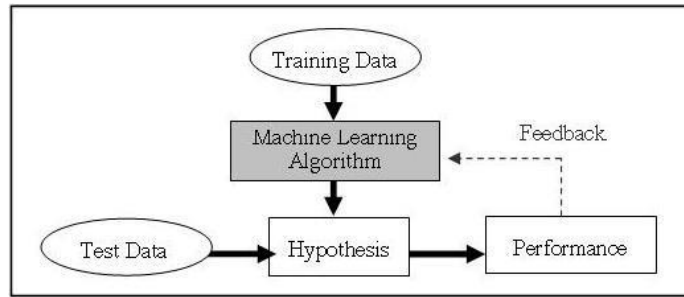 Training Data
Machine Learning
Algorithm
Feedback
Test Data
Hypothesis
Performance